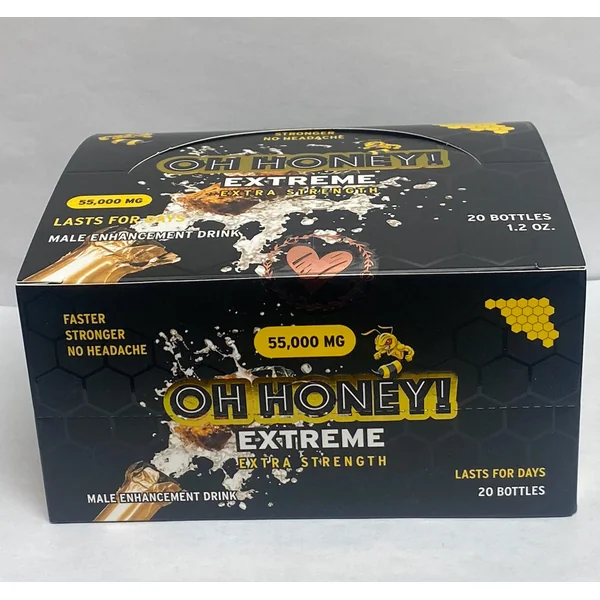 STRONGER
NO HEADACHE
OH HONEY!
EXTREME
EXTRA STRENGTH
55,000 MG
LASTS FOR DAYS
MALE ENHANCEMENT DRINK
20 BOTTLES
1.2 OZ.
FASTER
STRONGER
NO HEADACHE
55,000 MG
OH HONEY!
EXTREME
EXTRA STRENGTH
MALE ENHANCEMENT DRINK
LASTS FOR DAYS
20 BOTTLES